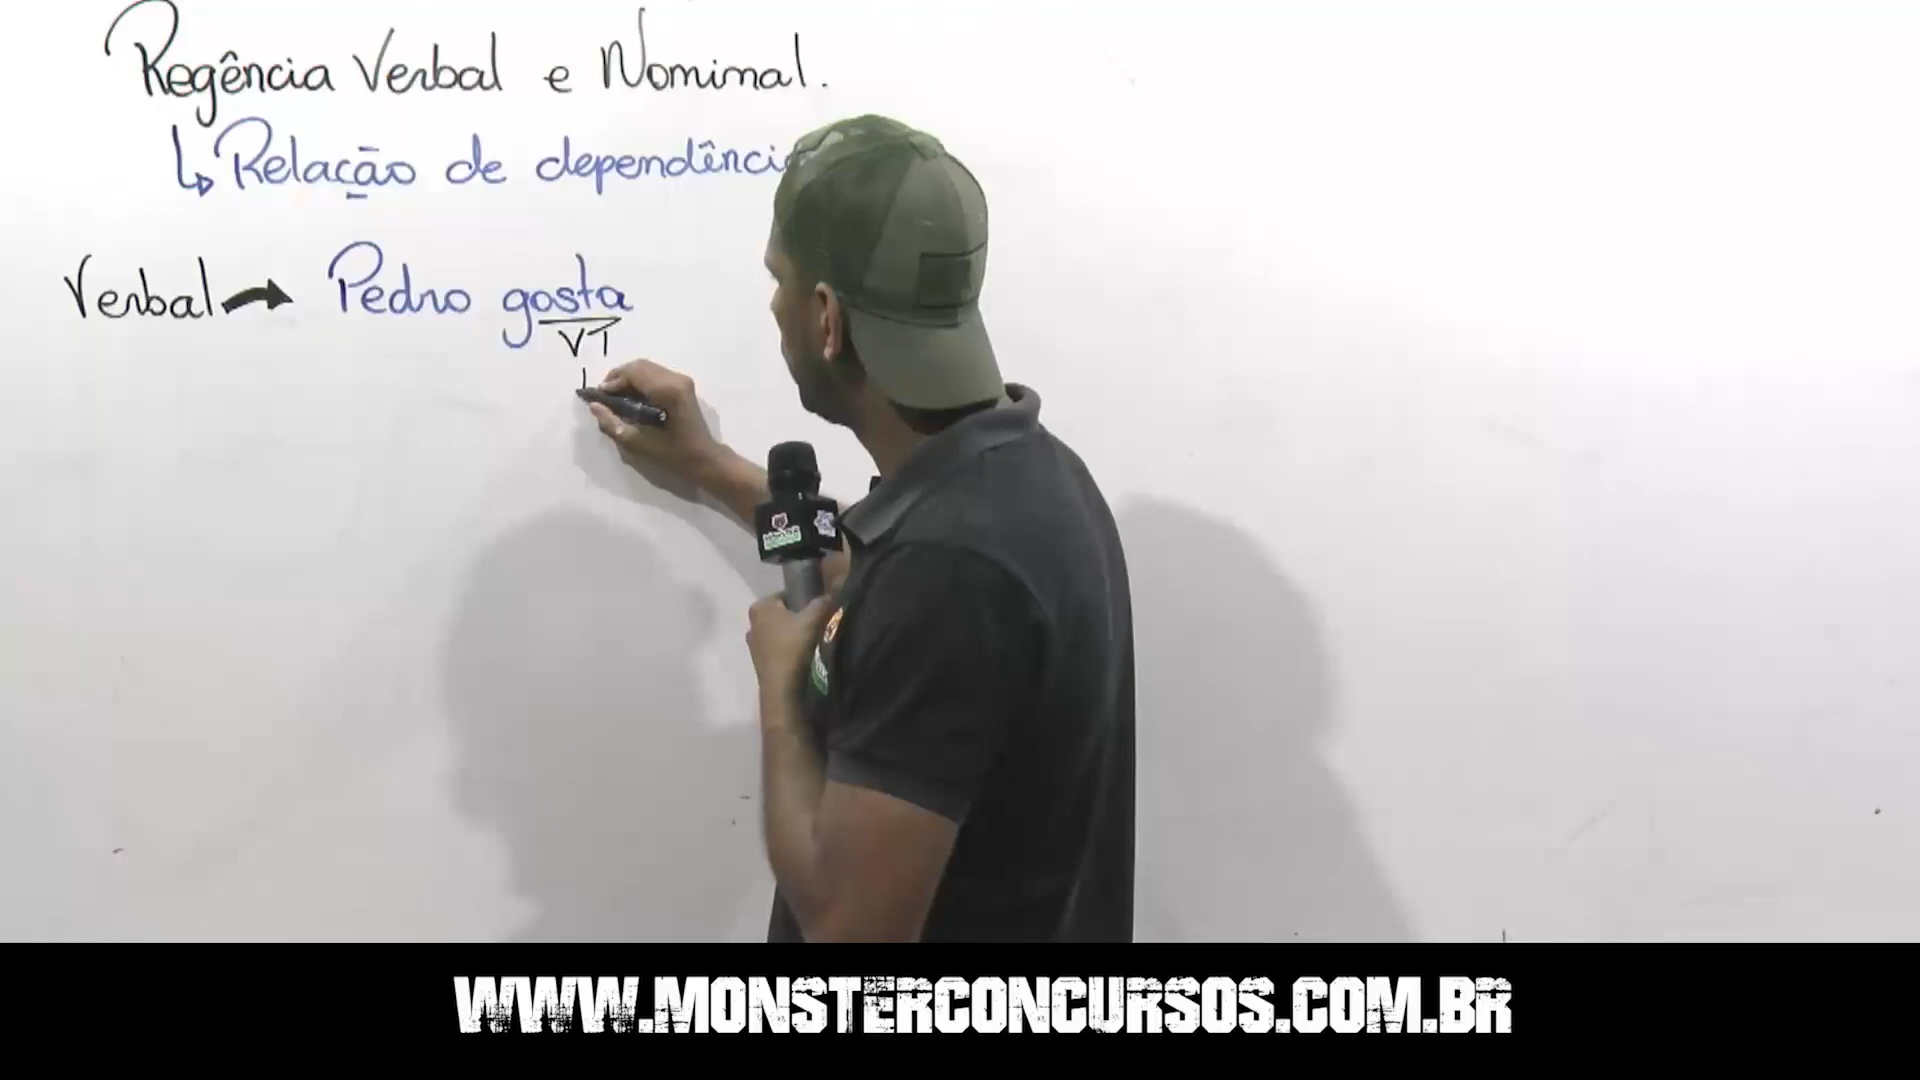 Regência Verbal e Nominal.
Relação de dependênci
Verbal → Pedro gosta
VT
WWW.MONSTERCONCURSOS.COM.BR